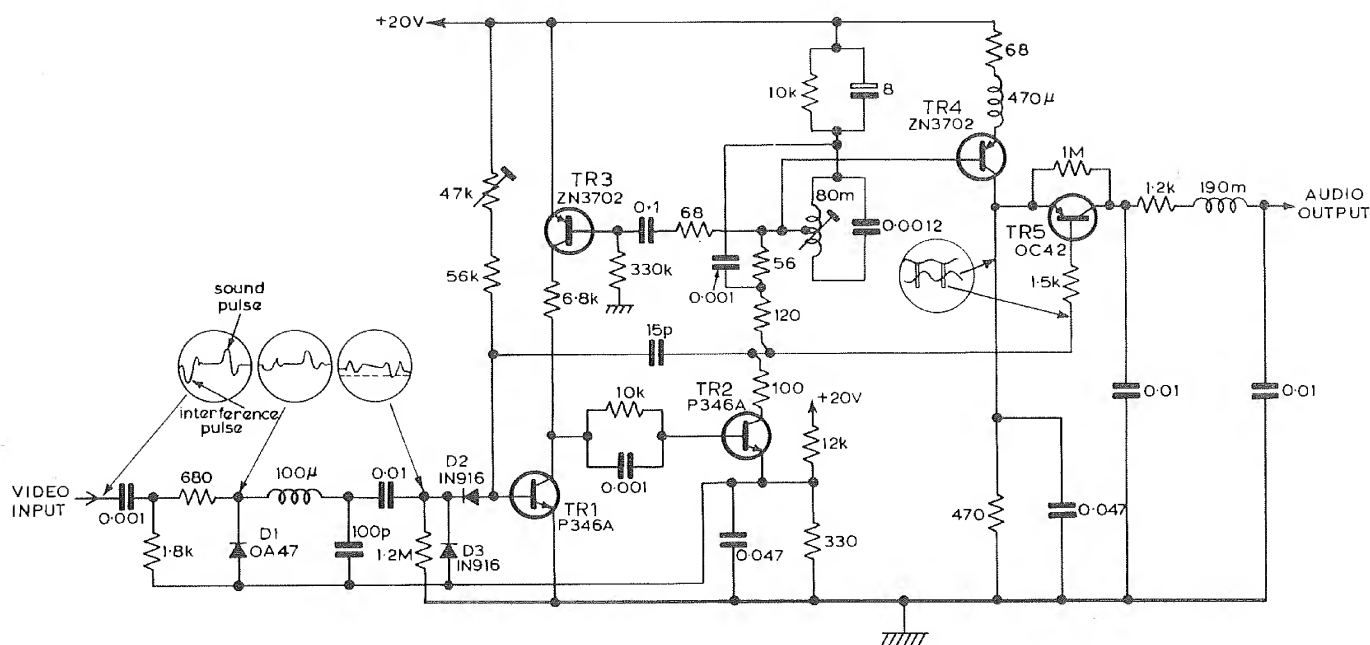 +20V
68
10k
8
470μ
TR4
ZN3702
1M
47k
TR3
ZN3702
0·1
68
80m
0·0012
1·2k
190m
AUDIO
OUTPUT
TR5
OC42
330k
56
0·001
56k
6·8k
120
1·5k
sound
pulse
15p
interference
pulse
100
10k
TR2
P346A
+20V
12k
0·01
0·01
0·001
680
100μ
0·01
D2
IN916
VIDEO
INPUT
0·001
TR1
P346A
1·8k
D1
OA47
100p
1·2M
D3
IN916
0·047
330
470
0·047